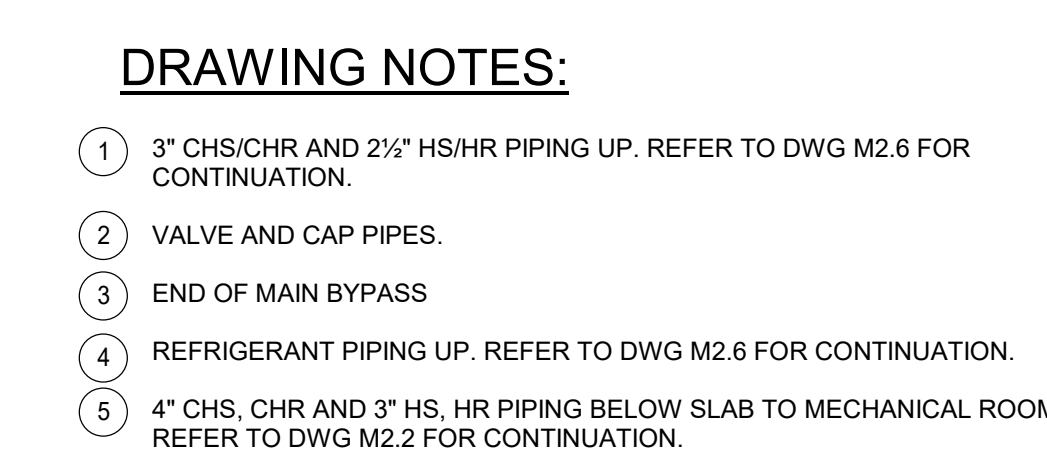 DRAWING NOTES:
1 3" CHS/CHR AND 2½" HS/HR PIPING UP. REFER TO DWG M2.6 FOR
CONTINUATION.
2 VALVE AND CAP PIPES.
3 END OF MAIN BYPASS
4 REFRIGERANT PIPING UP. REFER TO DWG M2.6 FOR CONTINUATION.
5 4" CHS, CHR AND 3" HS, HR PIPING BELOW SLAB TO MECHANICAL ROOM
REFER TO DWG M2.2 FOR CONTINUATION.